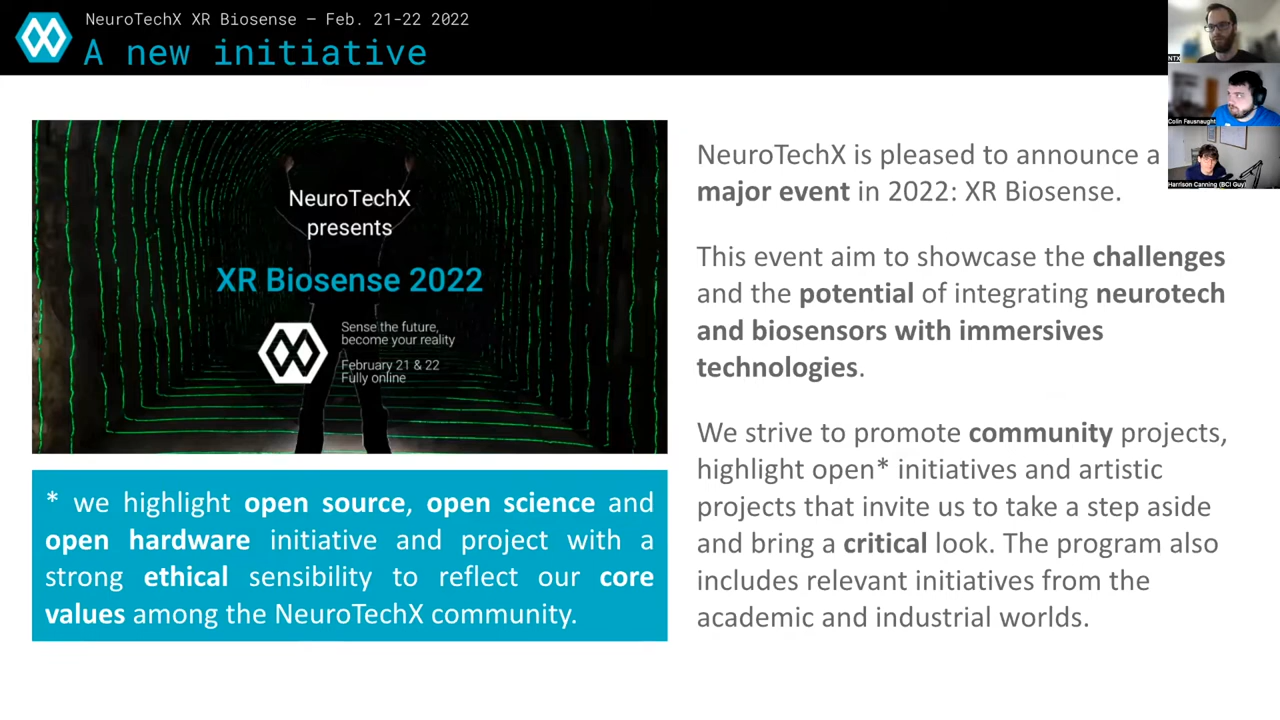 NeuroTechX XR Biosense – Feb. 21-22 2022
A new initiative
NeuroTechX
presents
XR Biosense 2022
Sense the future,
become your reality
February 21 & 22
Fully online
* we highlight open source, open science and
open hardware initiative and project with a
strong ethical sensibility to reflect our core
values among the NeuroTechX community.
NeuroTechX is pleased to announce a
major event in 2022: XR Biosense.
This event aim to showcase the challenges
and the potential of integrating neurotech
and biosensors with immersives
technologies.
We strive to promote community projects,
highlight open* initiatives and artistic
projects that invite us to take a step aside
and bring a critical look. The program also
includes relevant initiatives from the
academic and industrial worlds.
NTX
Colin Fausnaught
Harrison Canning (BCI Guy)